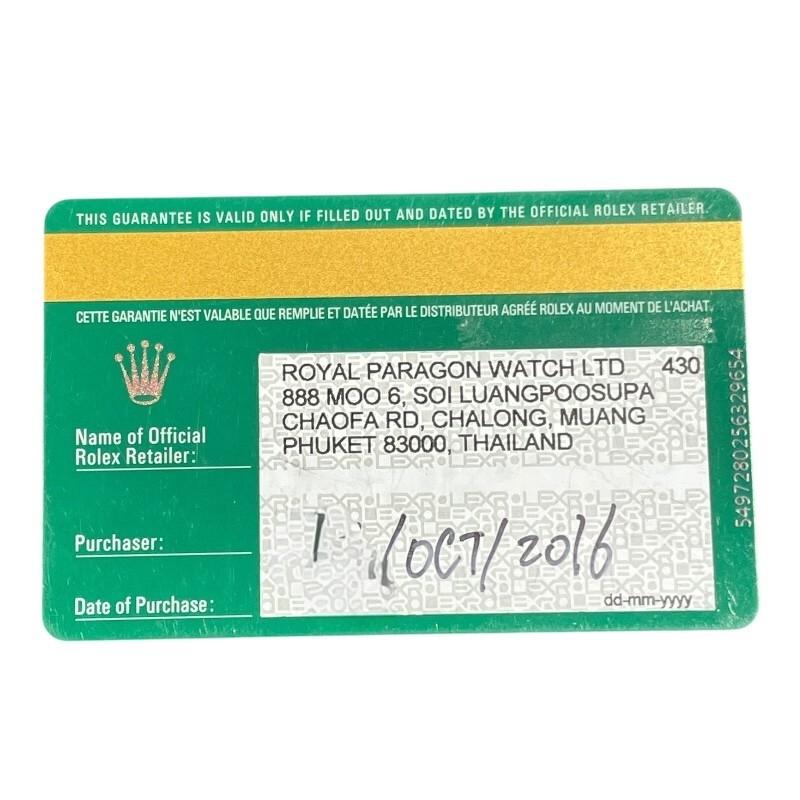 THIS GUARANTEE IS VALID ONLY IF FILLED OUT AND DATED BY THE OFFICIAL ROLEX RETAILER.
CETTE GARANTIE N'EST VALABLE QUE REMPLIE ET DATÉE PAR LE DISTRIBUTEUR AGRÉÉ ROLEX AU MOMENT DE L'ACHAT.
ROYAL PARAGON WATCH LTD 430
888 MOO 6, SOI LUANGPOOSUPA
CHAOFA RD, CHALONG, MUANG
PHUKET 83000, THAILAND
Name of Official
Rolex Retailer:
Purchaser:
/OCT/2016
Date of Purchase:
dd-mm-yyyy
5497280256329654